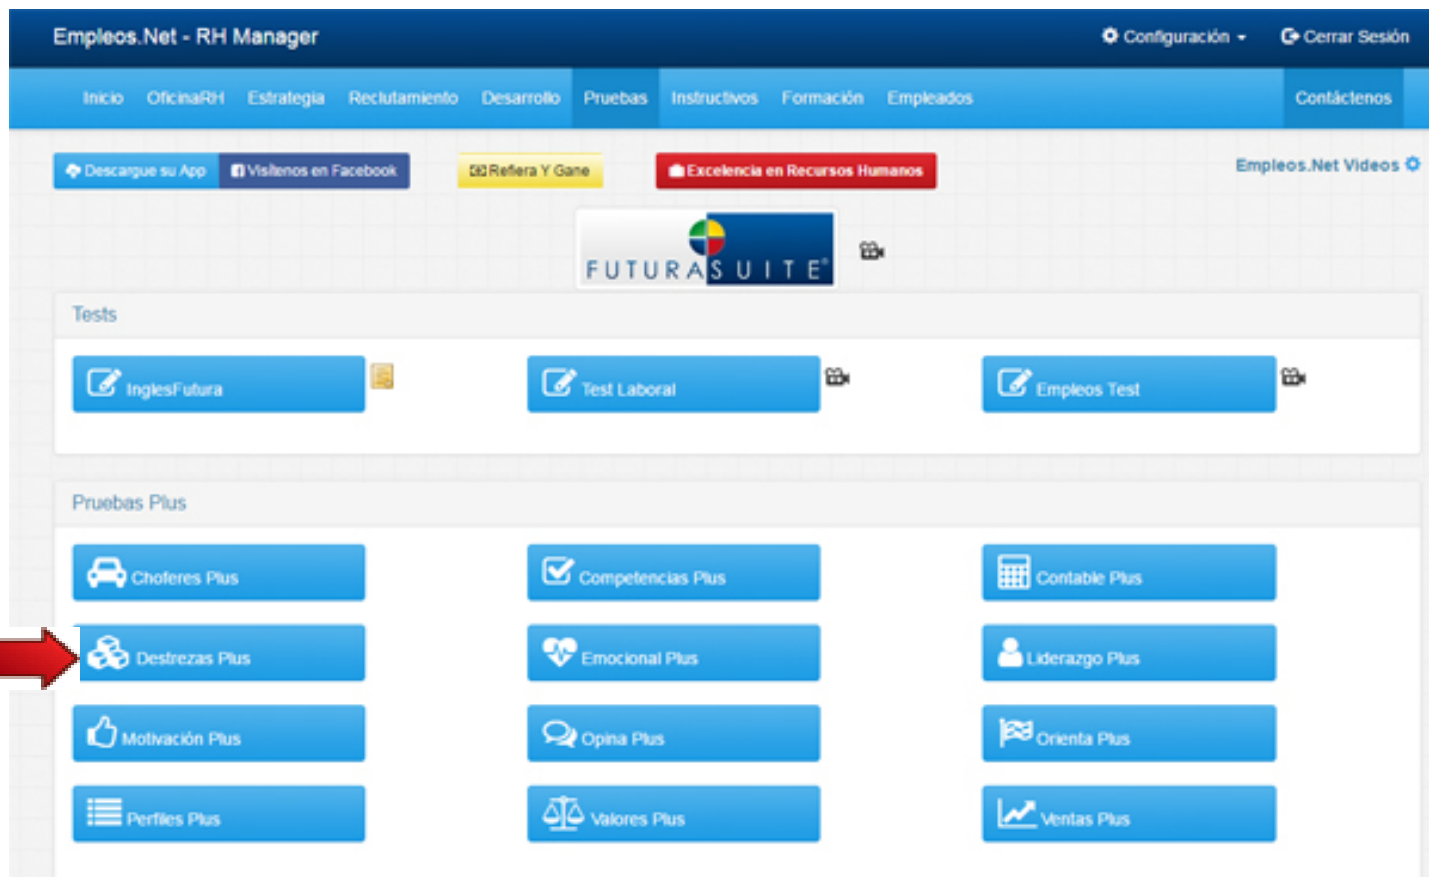 Empleos.Net - RH Manager Configuración Cerrar Sesión
Inicio OficinaRH Estrategia Reclutamiento Desarrollo Pruebas Instructivos Formación Empleados Contáctenos
Descargue su App Visítenos en Facebook Refiera Y Gane Excelencia en Recursos Humanos Empleos.Net Videos
FUTURASUITE®
Tests
InglesFutura Test Laboral Empleos Test
Pruebas Plus
Choferes Plus Competencias Plus Contable Plus
Destrezas Plus Emocional Plus Liderazgo Plus
Motivación Plus Opina Plus Orienta Plus
Perfiles Plus Valores Plus Ventas Plus